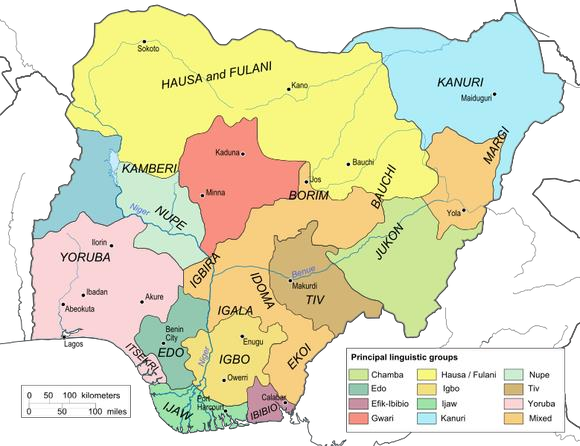 Sokoto
HAUSA and FULANI
Kano
KANURI
Maiduguri
MARGI
Kaduna
KAMBERI
Bauchi
Jos
BORIM
BAUCHI
Minna
Niger
NUPE
Yola
JUKON
Ilorin
YORUBA
IGBIRA
Benue
Makurdi
IDOMA
TIV
Ibadan
Abeokuta
Akure
IGALA
Benin
City
EDO
Lagos
ITSEKIRI
Niger
Enugu
IGBO
Owerri
EKOI
IJAW
Port
Harcourt
Calabar
IBIBIO
0 50 100 kilometers
0 50 100 miles
Principal linguistic groups
Chamba
Edo
Efik-Ibibio
Gwari
Hausa / Fulani
Igbo
Ijaw
Kanuri
Nupe
Tiv
Yoruba
Mixed